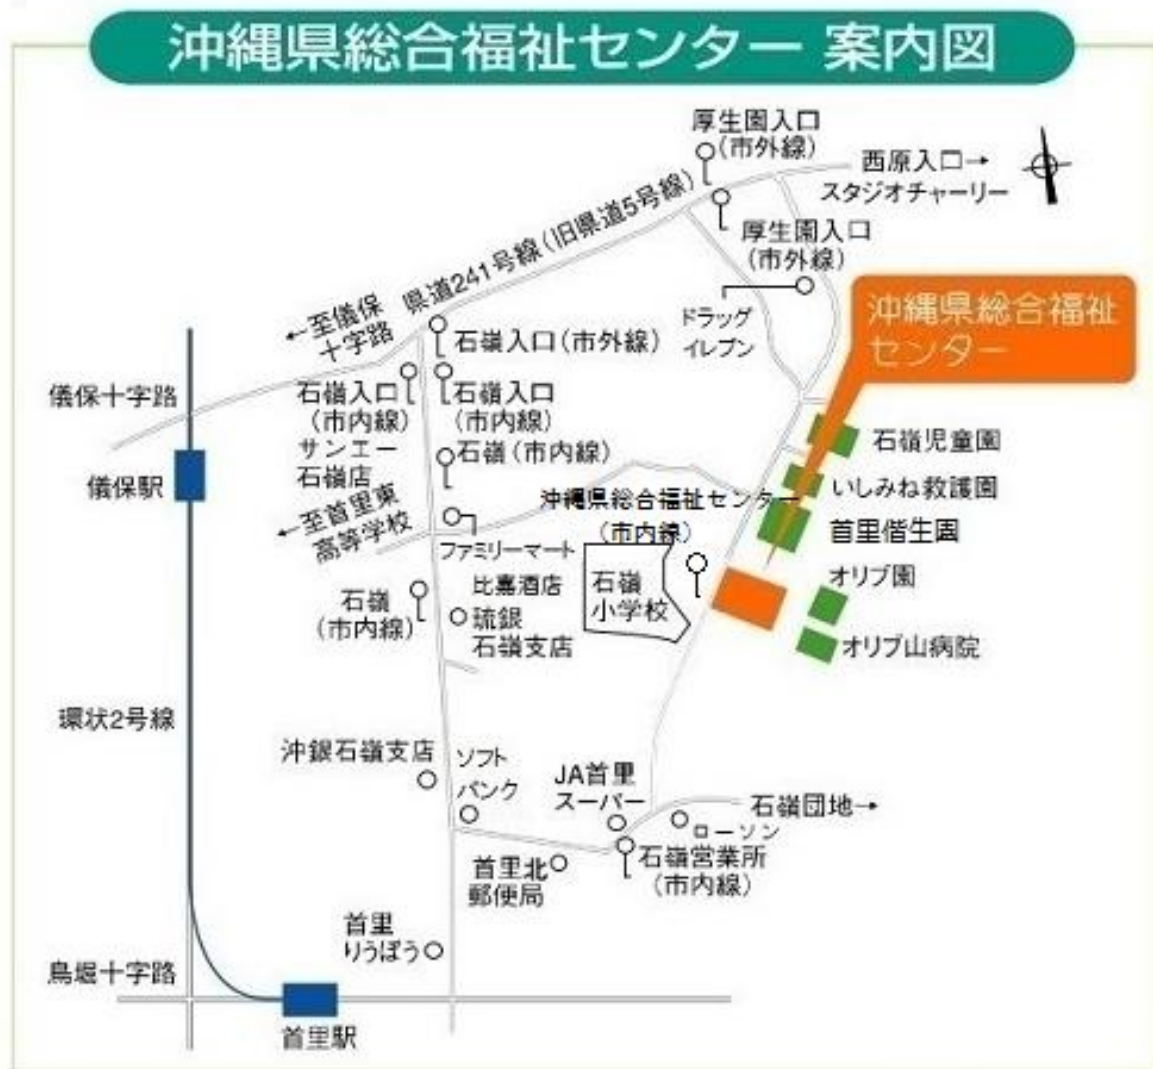 沖縄県総合福祉センター 案内図
厚生園入口
(市外線)
西原入口→
スタジオチャーリー
県道241号線(旧県道5号線)
厚生園入口
(市外線)
沖縄県総合福祉
センター
←至儀保
十字路
ドラッグ
イレブン
石嶺入口(市外線)
儀保十字路
石嶺入口
(市内線)
石嶺入口
(市内線)
サンエー
石嶺店
石嶺(市内線)
石嶺児童園
儀保駅
いしみね救護園
沖縄県総合福祉センター
(市内線)
←至首里東
高等学校
首里偕生園
ファミリーマート
オリブ園
石嶺
小学校
比嘉酒店
石嶺
(市内線)
琉銀
石嶺支店
オリブ山病院
環状2号線
沖銀石嶺支店
ソフト
バンク
JA首里
スーパー
石嶺団地→
ローソン
首里北
郵便局
石嶺営業所
(市内線)
首里
りうぼう
鳥堀十字路
首里駅